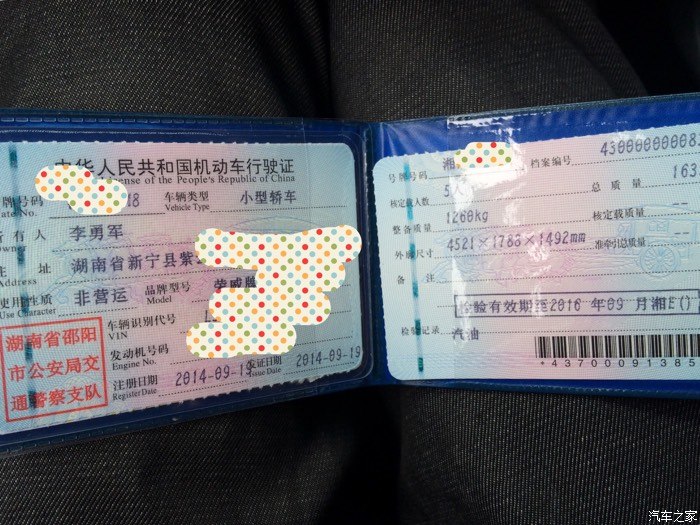 中华人民共和国机动车行驶证
ense of the People's Republic of China
牌号码
ate No.
18
车辆类型
Vehicle Type
小型轿车
所有人
Owner
李勇军
住 址
湖南省新宁县紫
使用性质
Use Character
非营运
品牌型号
Model
荣威牌
湖南省邵阳
市公安局交
通警察支队
车辆识别代号
VIN
L
发动机号码
Engine No.
注册日期
Register Date
2014-09-19
发证日期
Issue Date
2014-09-19
号牌号码
湘
档案编号
43000000008
核定载人数
5人
总 质 量
163
整备质量
1260kg
核定载质量
--
外廓尺寸
4521×1788×1492mm
准牵引总质量
--
备 注
检验有效期至2016 年09 月湘E()
检验记录
汽油
*43700091385
汽车之家